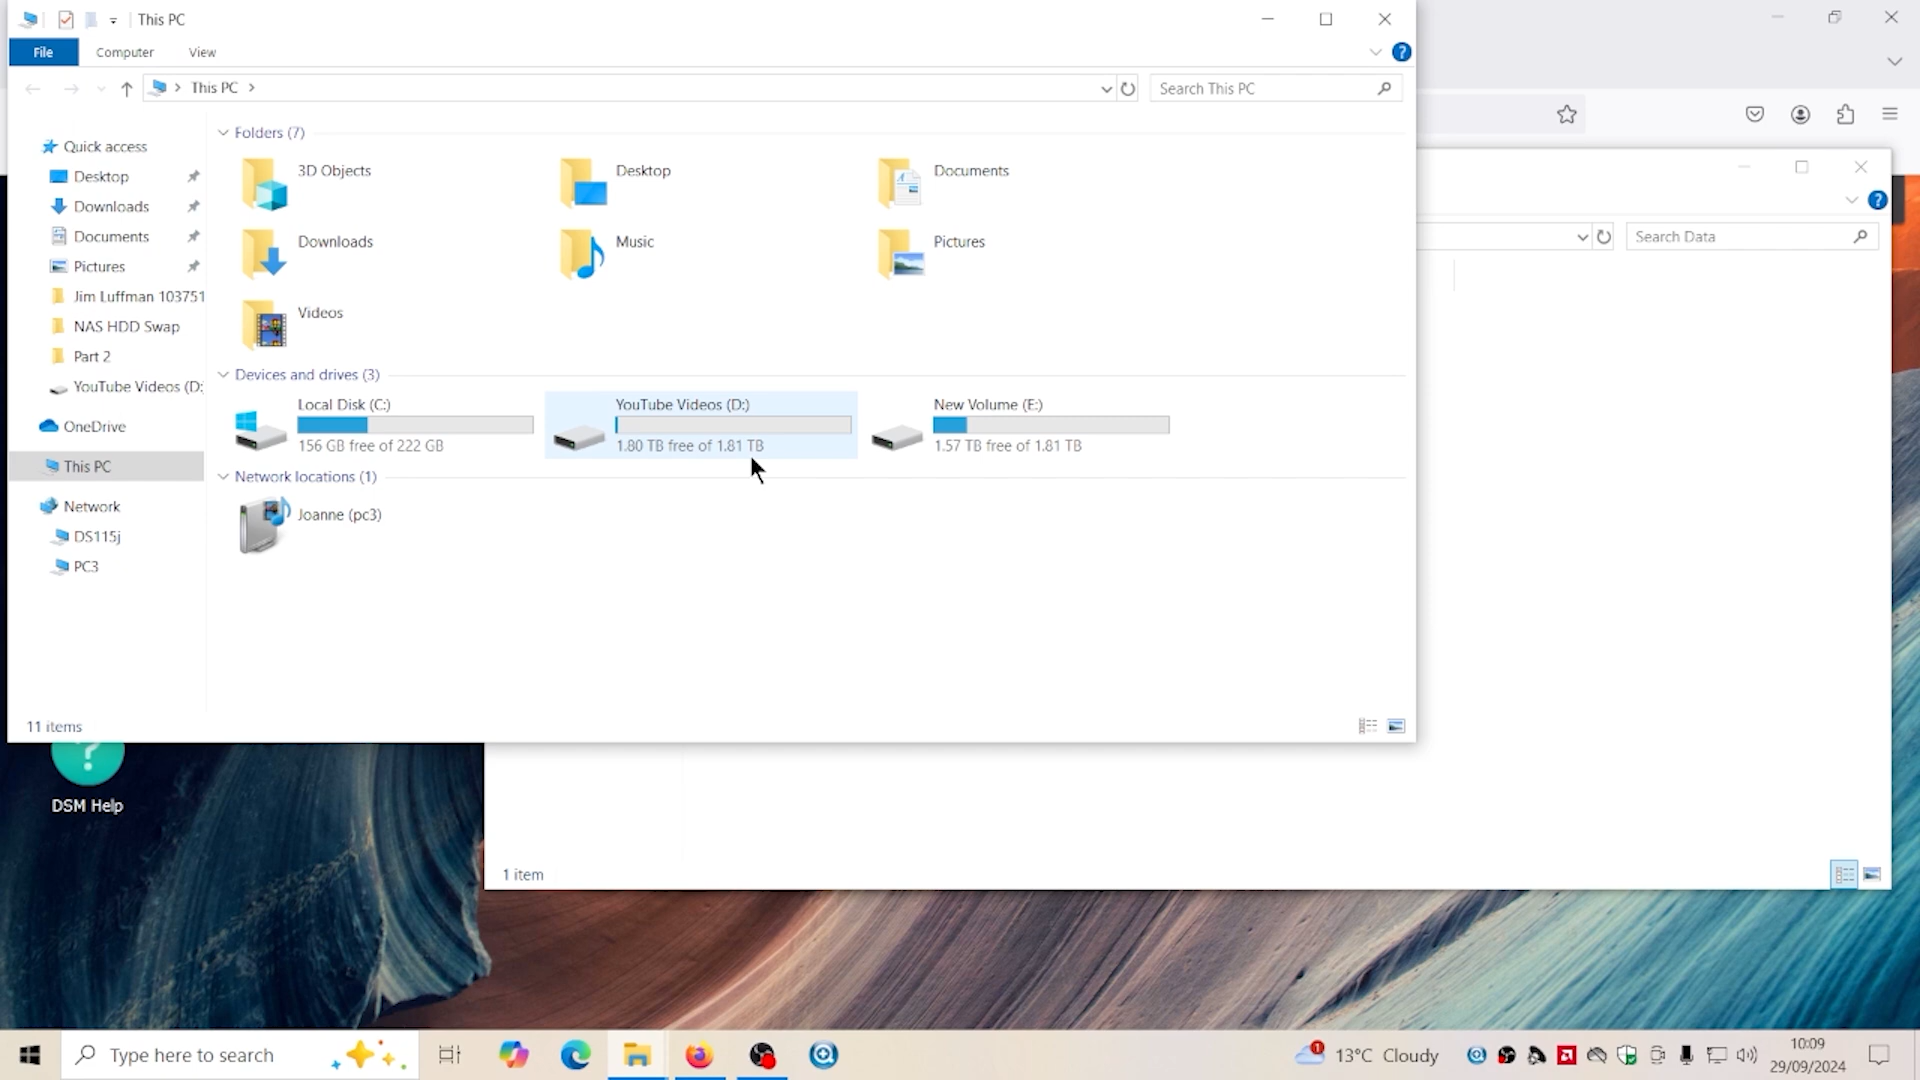 This PC
File
Computer
View
This PC
Search This PC
Quick access
Desktop
Downloads
Documents
Pictures
Jim Luffman 103751
NAS HDD Swap
Part 2
YouTube Videos (D:
OneDrive
This PC
Network
DS115j
PC3
Folders (7)
3D Objects
Desktop
Documents
Downloads
Music
Pictures
Videos
Devices and drives (3)
Local Disk (C:)
156 GB free of 222 GB
YouTube Videos (D:)
1.80 TB free of 1.81 TB
New Volume (E:)
1.57 TB free of 1.81 TB
Network locations (1)
Joanne (pc3)
11 items
Search Data
1 item
DSM Help
Type here to search
1
13°C Cloudy
10:09
29/09/2024